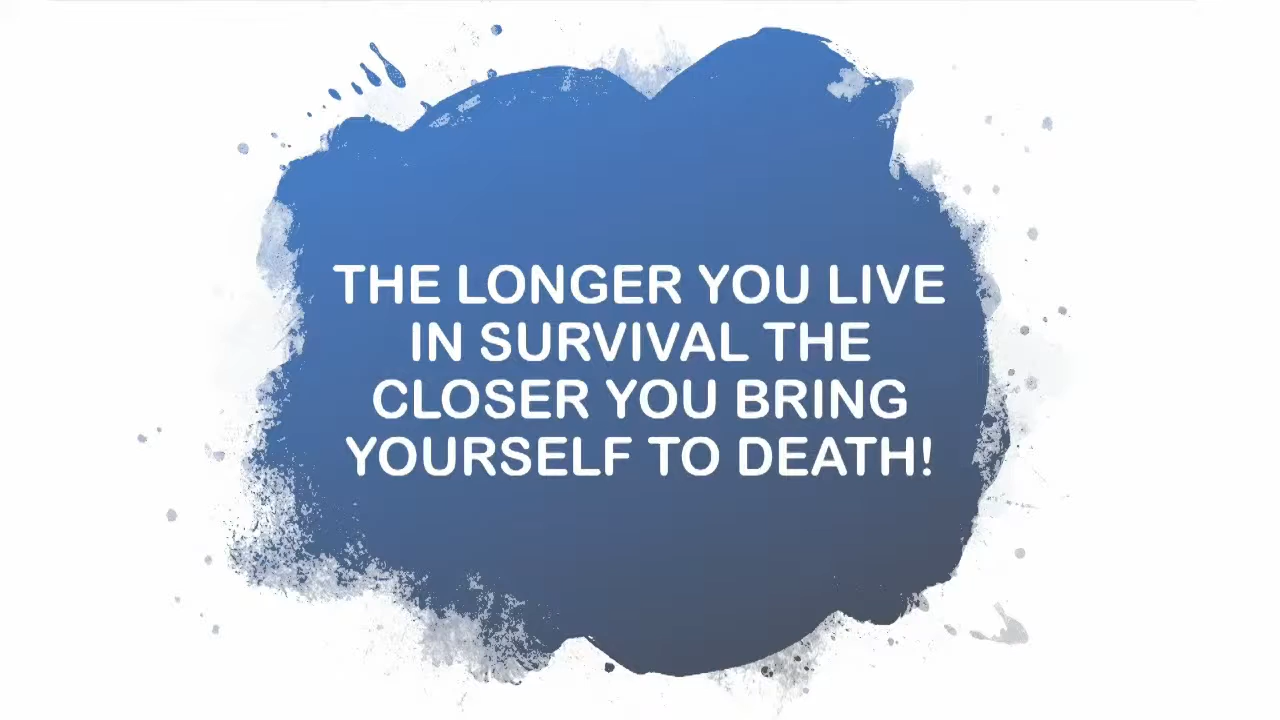 THE LONGER YOU LIVE
IN SURVIVAL THE
CLOSER YOU BRING
YOURSELF TO DEATH!